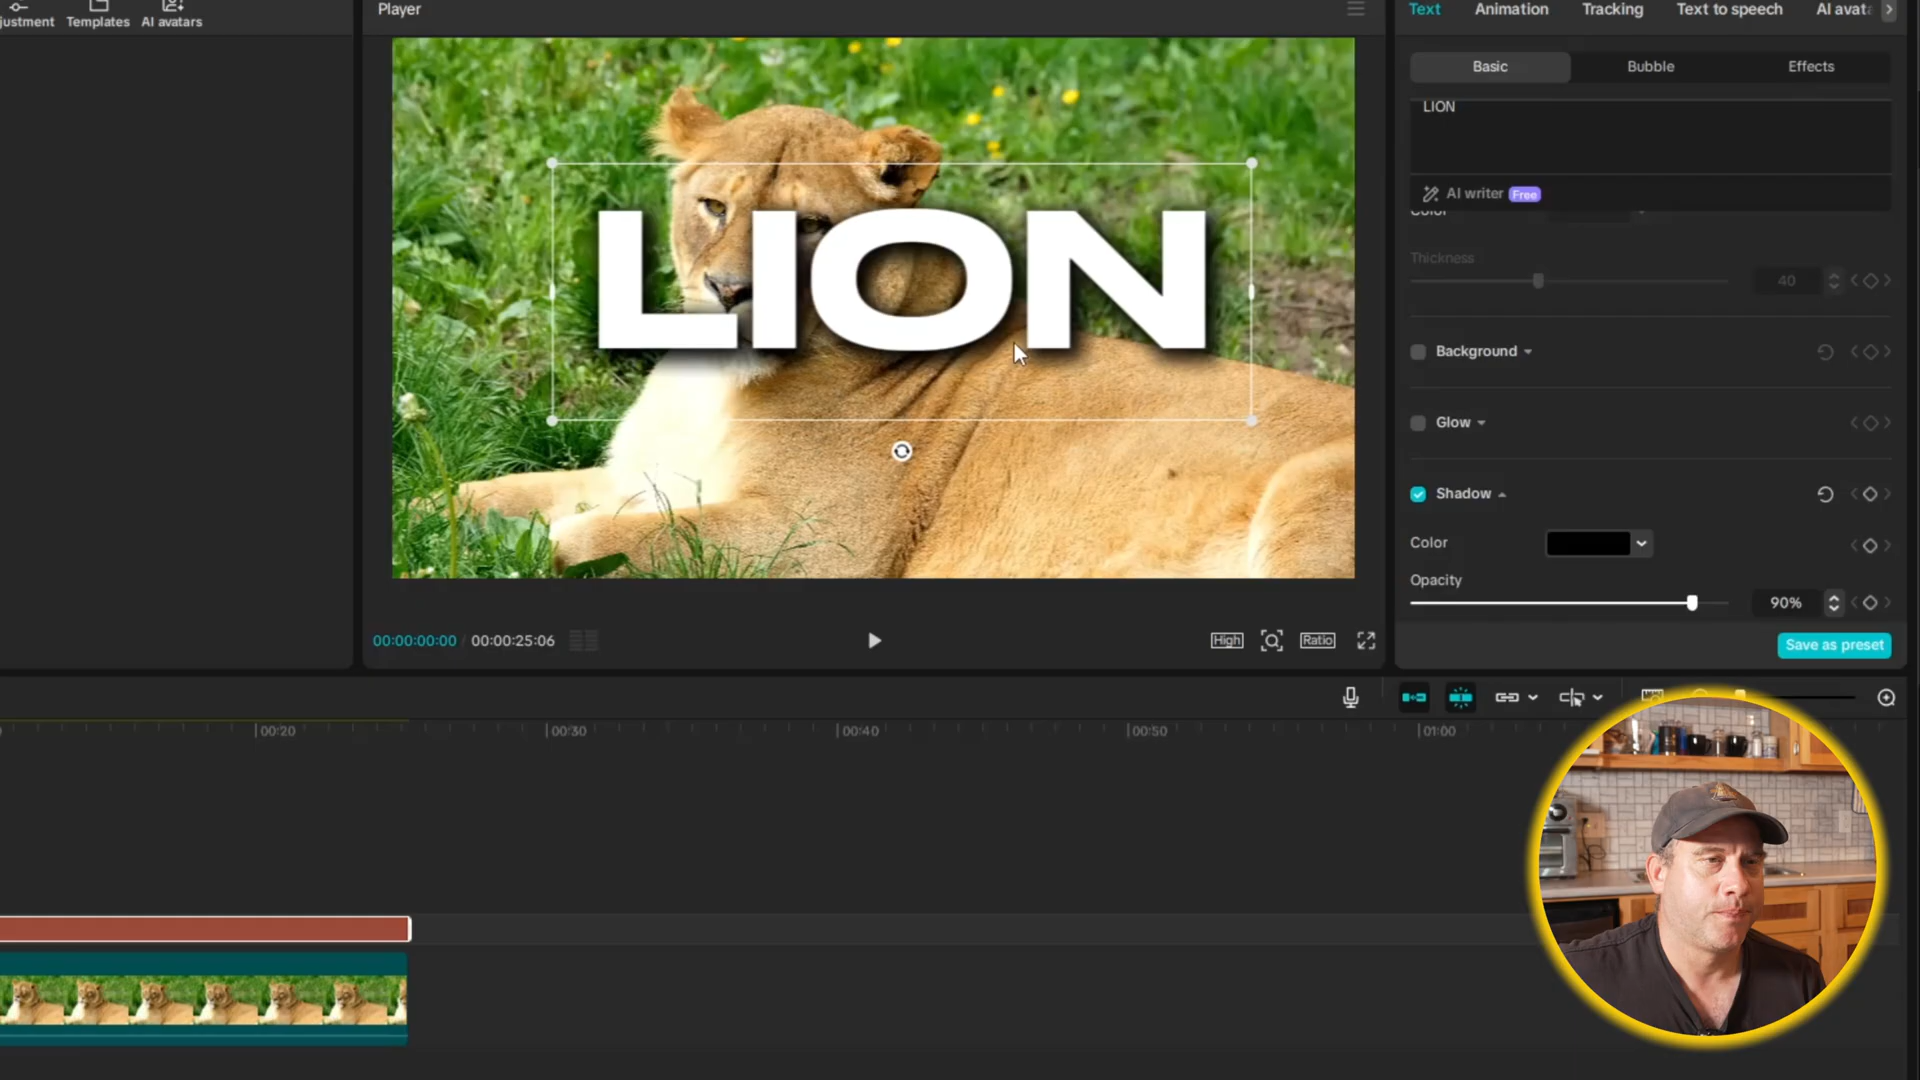 Templates
AI avatars
Player
Text
Animation
Tracking
Text to speech
Basic
Bubble
Effects
LION
AI writer
Free
Color
Thickness
40
Background
Glow
Shadow
Color
Opacity
90%
Save as preset
LION
00:00:00:00 / 00:00:25:06
High
Ratio
00:20
00:30
00:40
00:50
01:00